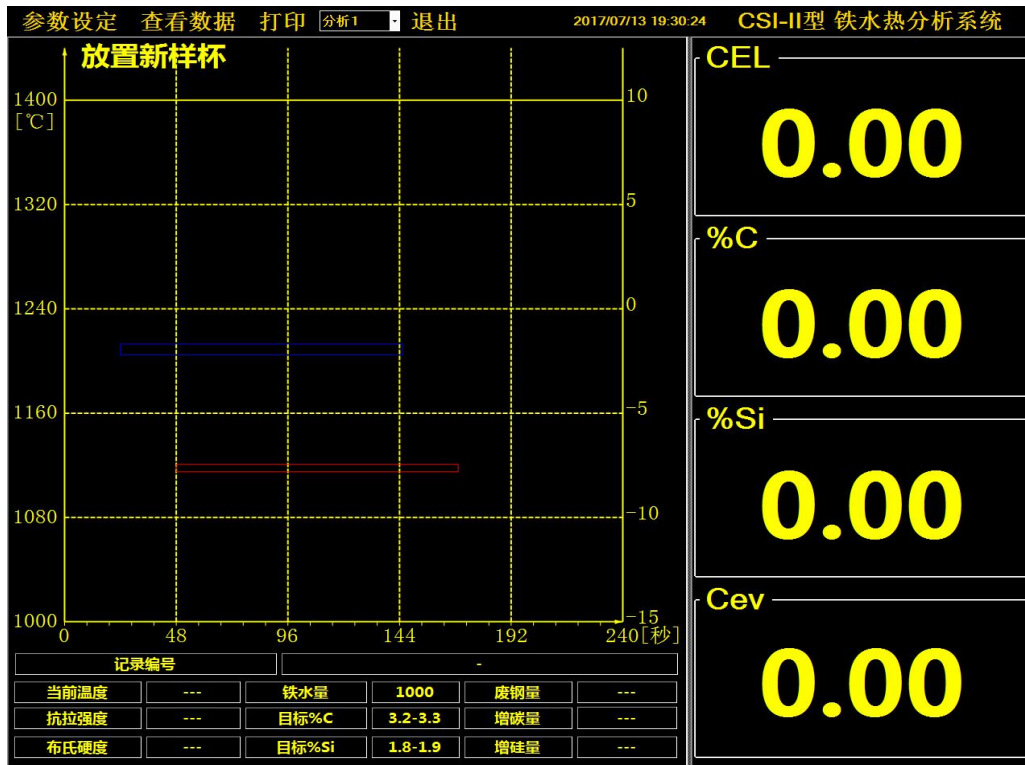 参数设定 查看数据 打印 分析1 退出 2017/07/13 19:30:24 CSI-II型 铁水热分析系统
放置新样杯
1400 10
[℃]
1320 5
1240 0
1160 -5
1080 -10
1000 -15
0 48 96 144 192 240[秒]
记录编号 -
当前温度 --- 铁水量 1000 废钢量 ---
抗拉强度 --- 目标%C 3.2-3.3 增碳量 ---
布氏硬度 --- 目标%Si 1.8-1.9 增硅量 ---
CEL
0.00
%C
0.00
%Si
0.00
Cev
0.00